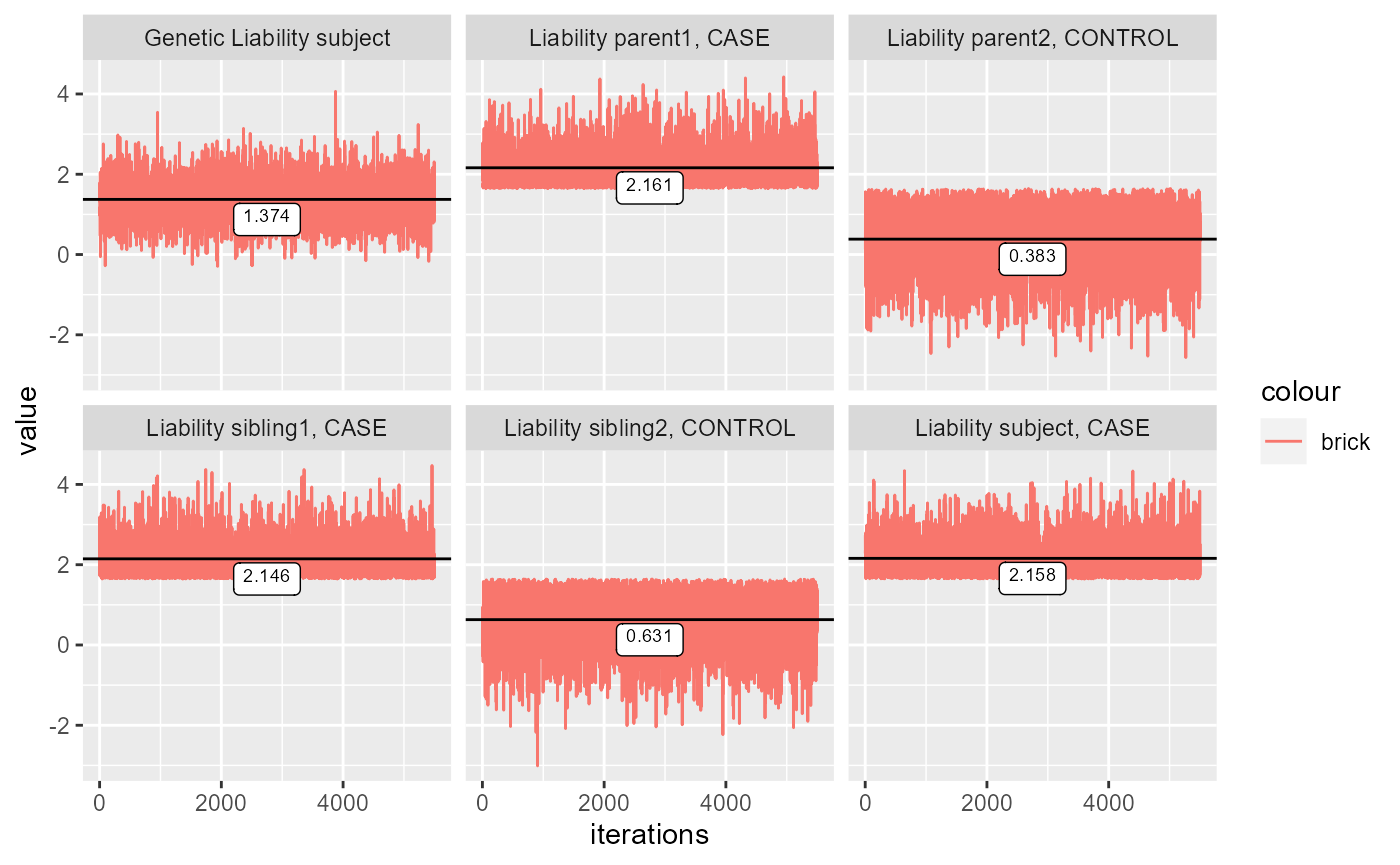 Genetic Liability subject
Liability parent1, CASE
Liability parent2, CONTROL
4
2
0
-2
1.374
2.161
0.383
value
colour
brick
Liability sibling1, CASE
Liability sibling2, CONTROL
Liability subject, CASE
4
2
0
-2
2.146
0.631
2.158
0 2000 4000
0 2000 4000
0 2000 4000
iterations